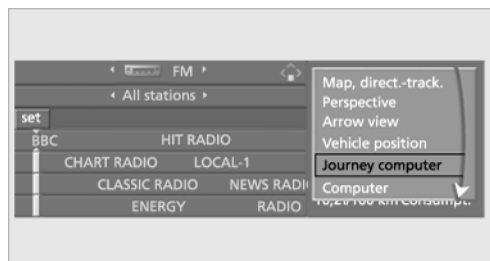 FM
All stations
set
BBC HIT RADIO
CHART RADIO LOCAL-1
CLASSIC RADIO NEWS RADI
ENERGY RADIO
Map, direct.-track.
Perspective
Arrow view
Vehicle position
Journey computer
Computer